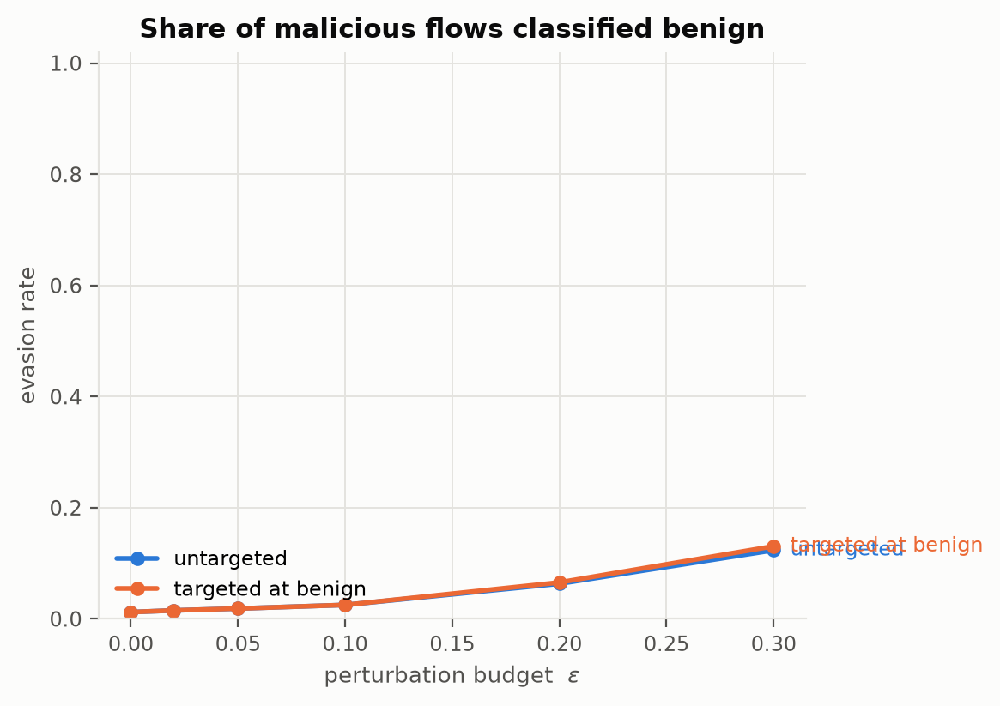 Share of malicious flows classified benign
1.0
0.8
0.6
0.4
0.2
0.0
evasion rate
untargeted
targeted at benign
targeted at benign
untargeted
0.00 0.05 0.10 0.15 0.20 0.25 0.30
perturbation budget ε